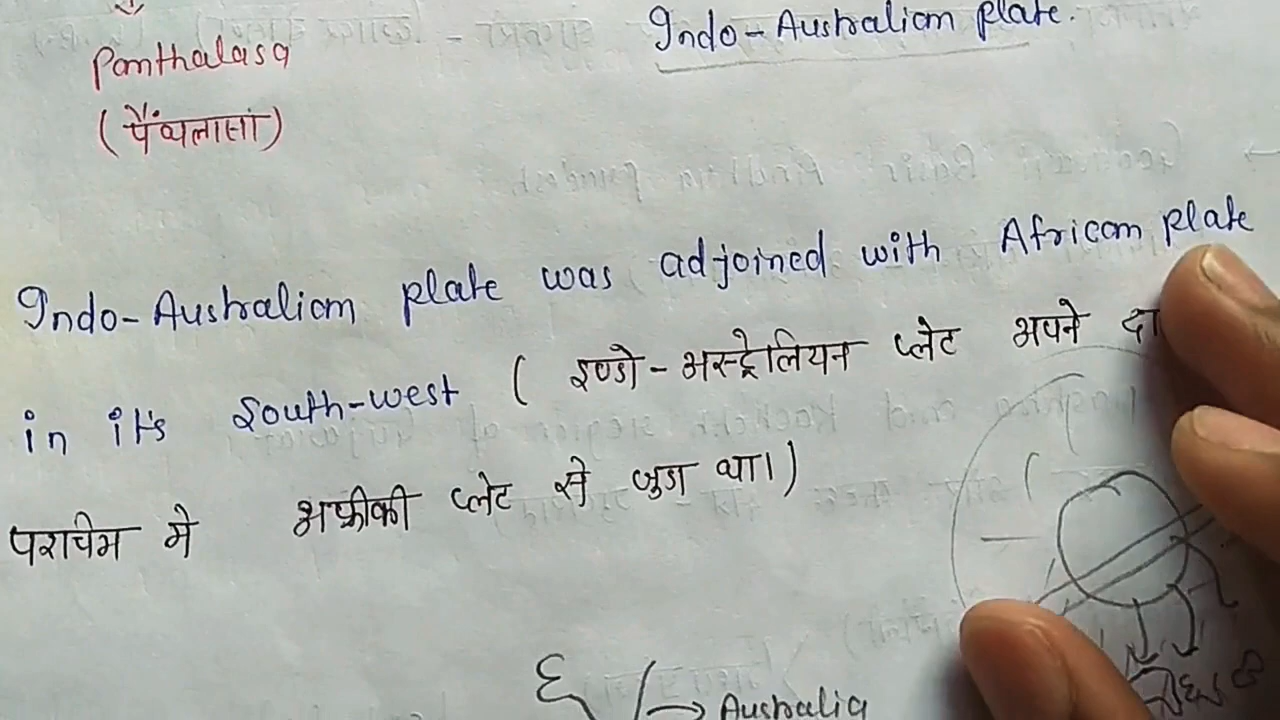 Indo-Australian plate.
Panthalasa
(पैंथलासा)
Indo-Australian plate was adjoined with African plate
in it's south-west ( इण्डो-अस्ट्रेलियन प्लेट अपने
पश्चिम मे अफ्रीकी प्लेट से जुडा था।)
Australia